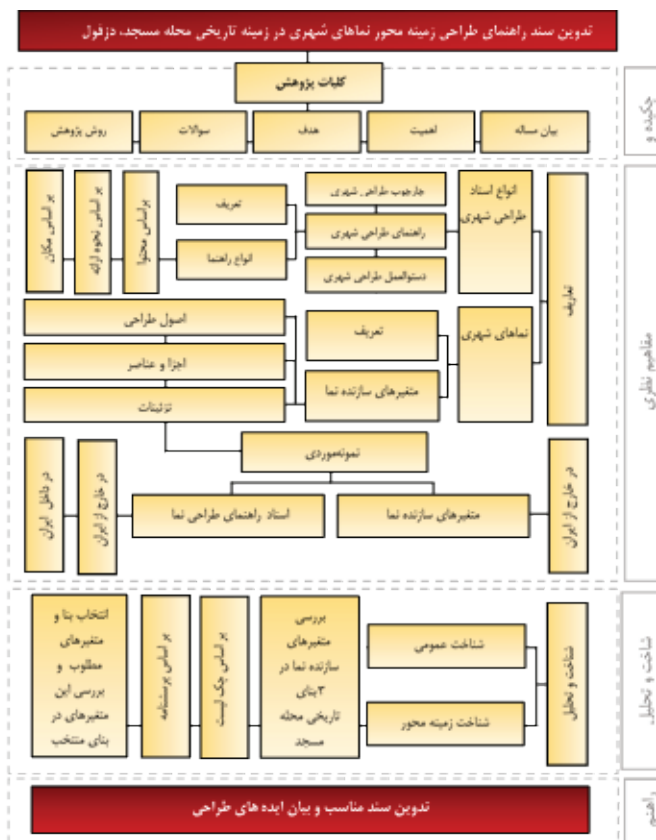 تدوین سند راهنمای طراحی زمینه محور نماهای شهری در زمینه تاریخی محله مسجد، دزفول
چکیده و
کلیات پژوهش
بیان مساله
اهمیت
هدف
سوالات
روش پژوهش
مفاهیم نظری
تعاریف
انواع اسناد
طراحی شهری
چارچوب طراحی شهری
راهنمای طراحی شهری
دستوالعمل طراحی شهری
تعریف
انواع راهنما
براساس محتوا
بر اساس نحوه ارائه
بر اساس مکان
نماهای شهری
تعریف
متغیرهای سازنده نما
اصول طراحی
اجزا و عناصر
تزئینات
نمونه‌موردی
متغیرهای سازنده نما
در خارج از ایران
اسناد راهنمای طراحی نما
در خارج از ایران
در داخل ایران
شاخت و تحلیل
شناخت و تحلیل
شناخت عمومی
شناخت زمینه محور
بررسی
متغیرهای
سازنده نما در
۳بنای
تاریخی محله
مسجد
بر اساس چک لیست
بر اساس پرسشنامه
انتخاب بنا و
متغیرهای
مطلوب و
بررسی این
متغیرهای در
بنای منتخب
راهنم
تدوین سند مناسب و بیان ایده های طراحی